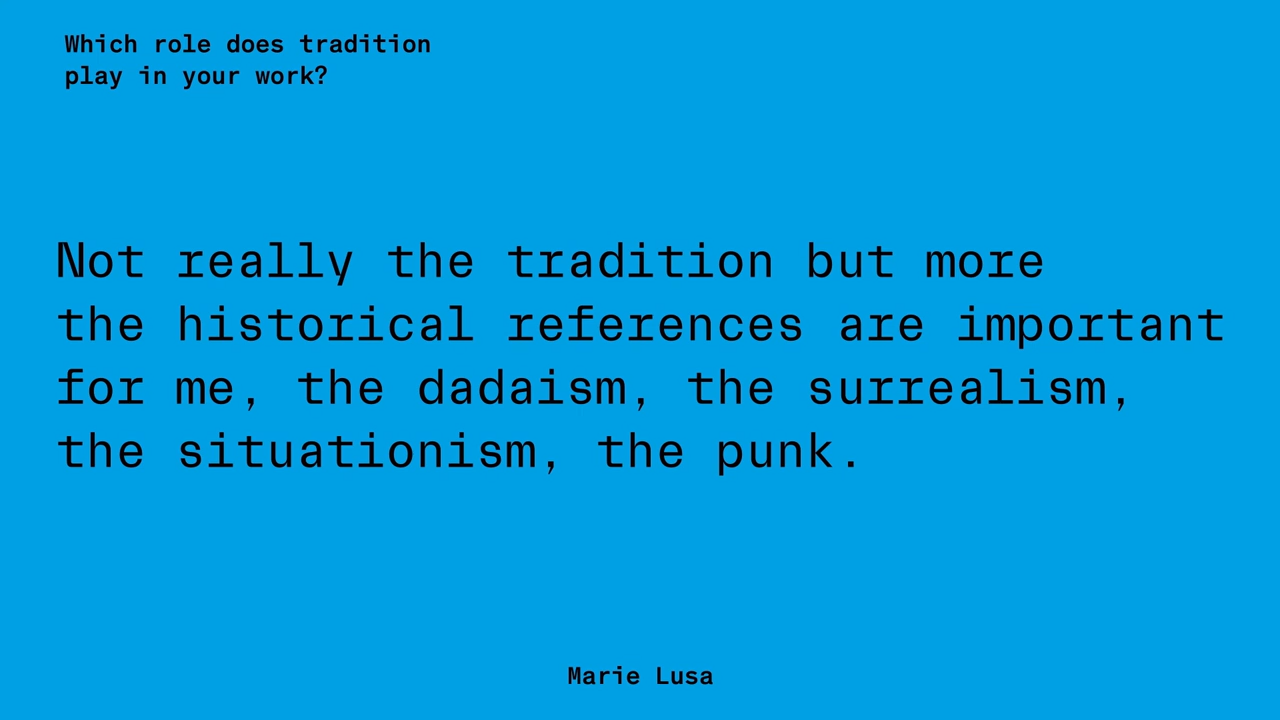 Which role does tradition
play in your work?
Not really the tradition but more
the historical references are important
for me, the dadaism, the surrealism,
the situationism, the punk.
Marie Lusa